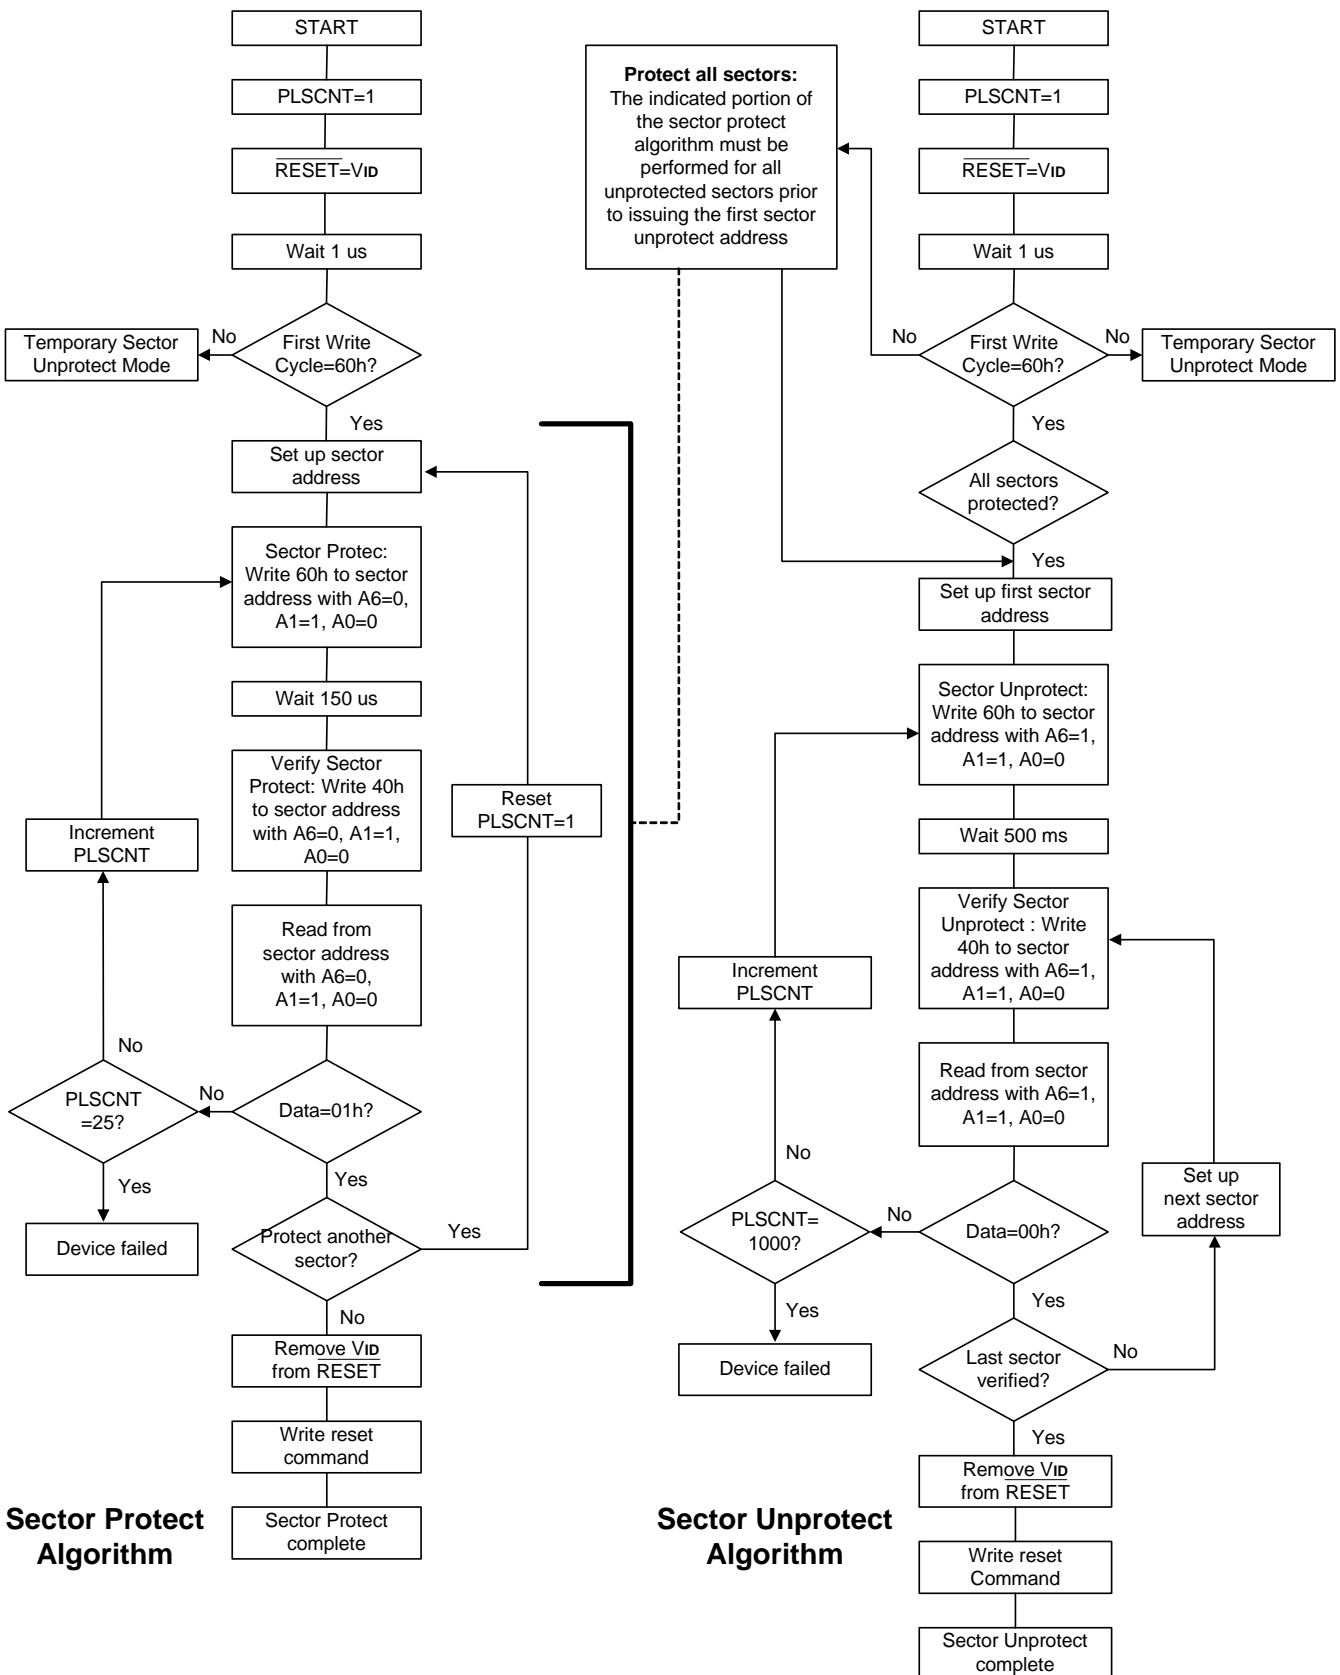 START
PLSCNT=1
RESET=VID
Wait 1 us
First Write
Cycle=60h?
No
Temporary Sector
Unprotect Mode
Yes
Set up sector
address
Sector Protec:
Write 60h to sector
address with A6=0,
A1=1, A0=0
Wait 150 us
Verify Sector
Protect: Write 40h
to sector address
with A6=0, A1=1,
A0=0
Reset
PLSCNT=1
Increment
PLSCNT
Read from
sector address
with A6=0,
A1=1, A0=0
No
PLSCNT
=25?
No
Data=01h?
Yes
Yes
Device failed
Protect another
sector?
Yes
No
Remove VID
from RESET
Write reset
command
Sector Protect
complete
Sector Protect
Algorithm
Protect all sectors:
The indicated portion of
the sector protect
algorithm must be
performed for all
unprotected sectors prior
to issuing the first sector
unprotect address
START
PLSCNT=1
RESET=VID
Wait 1 us
No
First Write
Cycle=60h?
No
Temporary Sector
Unprotect Mode
Yes
All sectors
protected?
Yes
Set up first sector
address
Sector Unprotect:
Write 60h to sector
address with A6=1,
A1=1, A0=0
Wait 500 ms
Verify Sector
Unprotect : Write
40h to sector
address with A6=1,
A1=1, A0=0
Increment
PLSCNT
Read from sector
address with A6=1,
A1=1, A0=0
No
Set up
next sector
address
PLSCNT=
1000?
No
Data=00h?
Yes
Yes
Device failed
Last sector
verified?
No
Yes
Remove VID
from RESET
Write reset
Command
Sector Unprotect
complete
Sector Unprotect
Algorithm